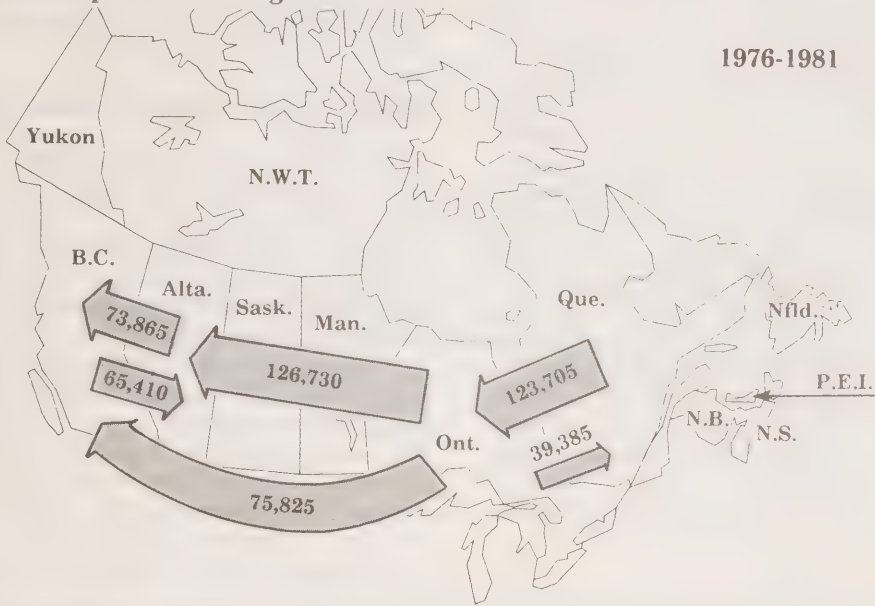 1976-1981
Yukon
N.W.T.
B.C.
Alta.
Sask.
Man.
Que.
Nfld.
73,865
126,730
123,705
65,410
P.E.I.
N.B.
N.S.
Ont.
39,385
75,825